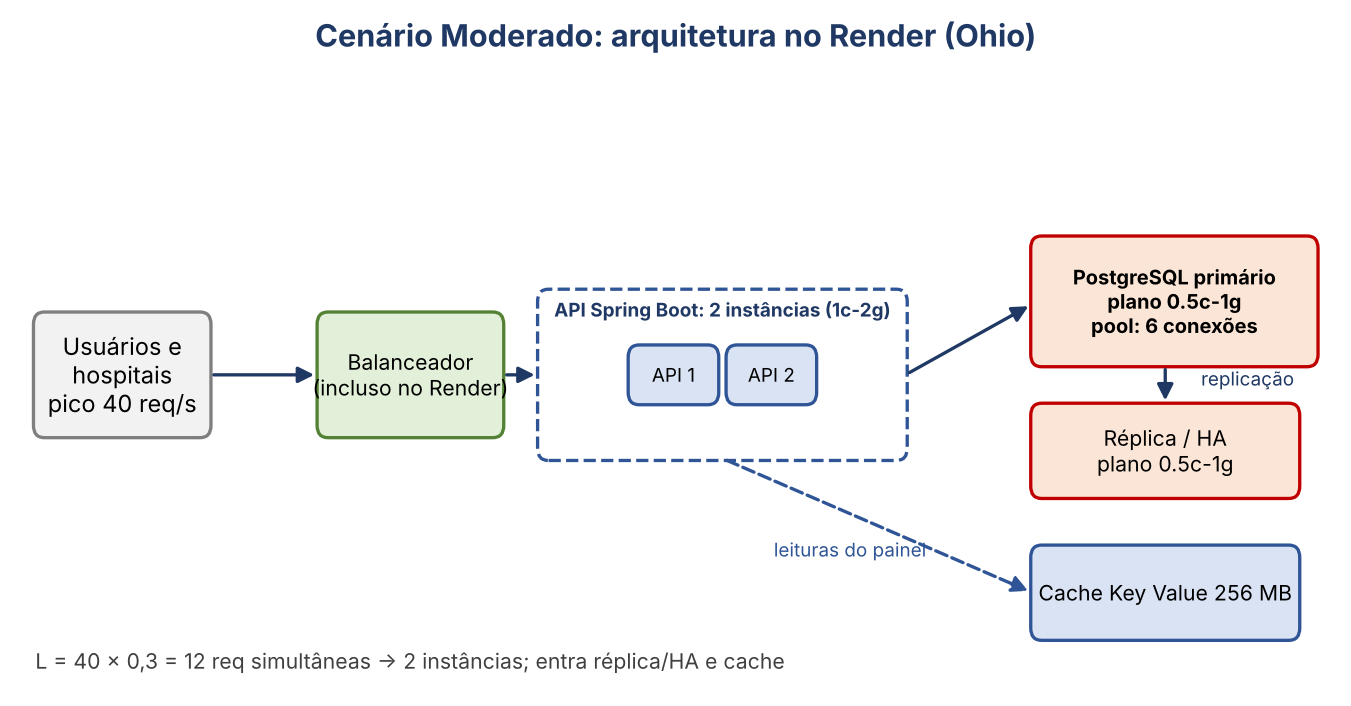 Cenário Moderado: arquitetura no Render (Ohio)
Usuários e
hospitais
pico 40 req/s
Balanceador
(incluso no Render)
API Spring Boot: 2 instâncias (1c-2g)
API 1
API 2
PostgreSQL primário
plano 0.5c-1g
pool: 6 conexões
replicação
Réplica / HA
plano 0.5c-1g
leituras do painel
Cache Key Value 256 MB
L = 40 × 0,3 = 12 req simultâneas → 2 instâncias; entra réplica/HA e cache